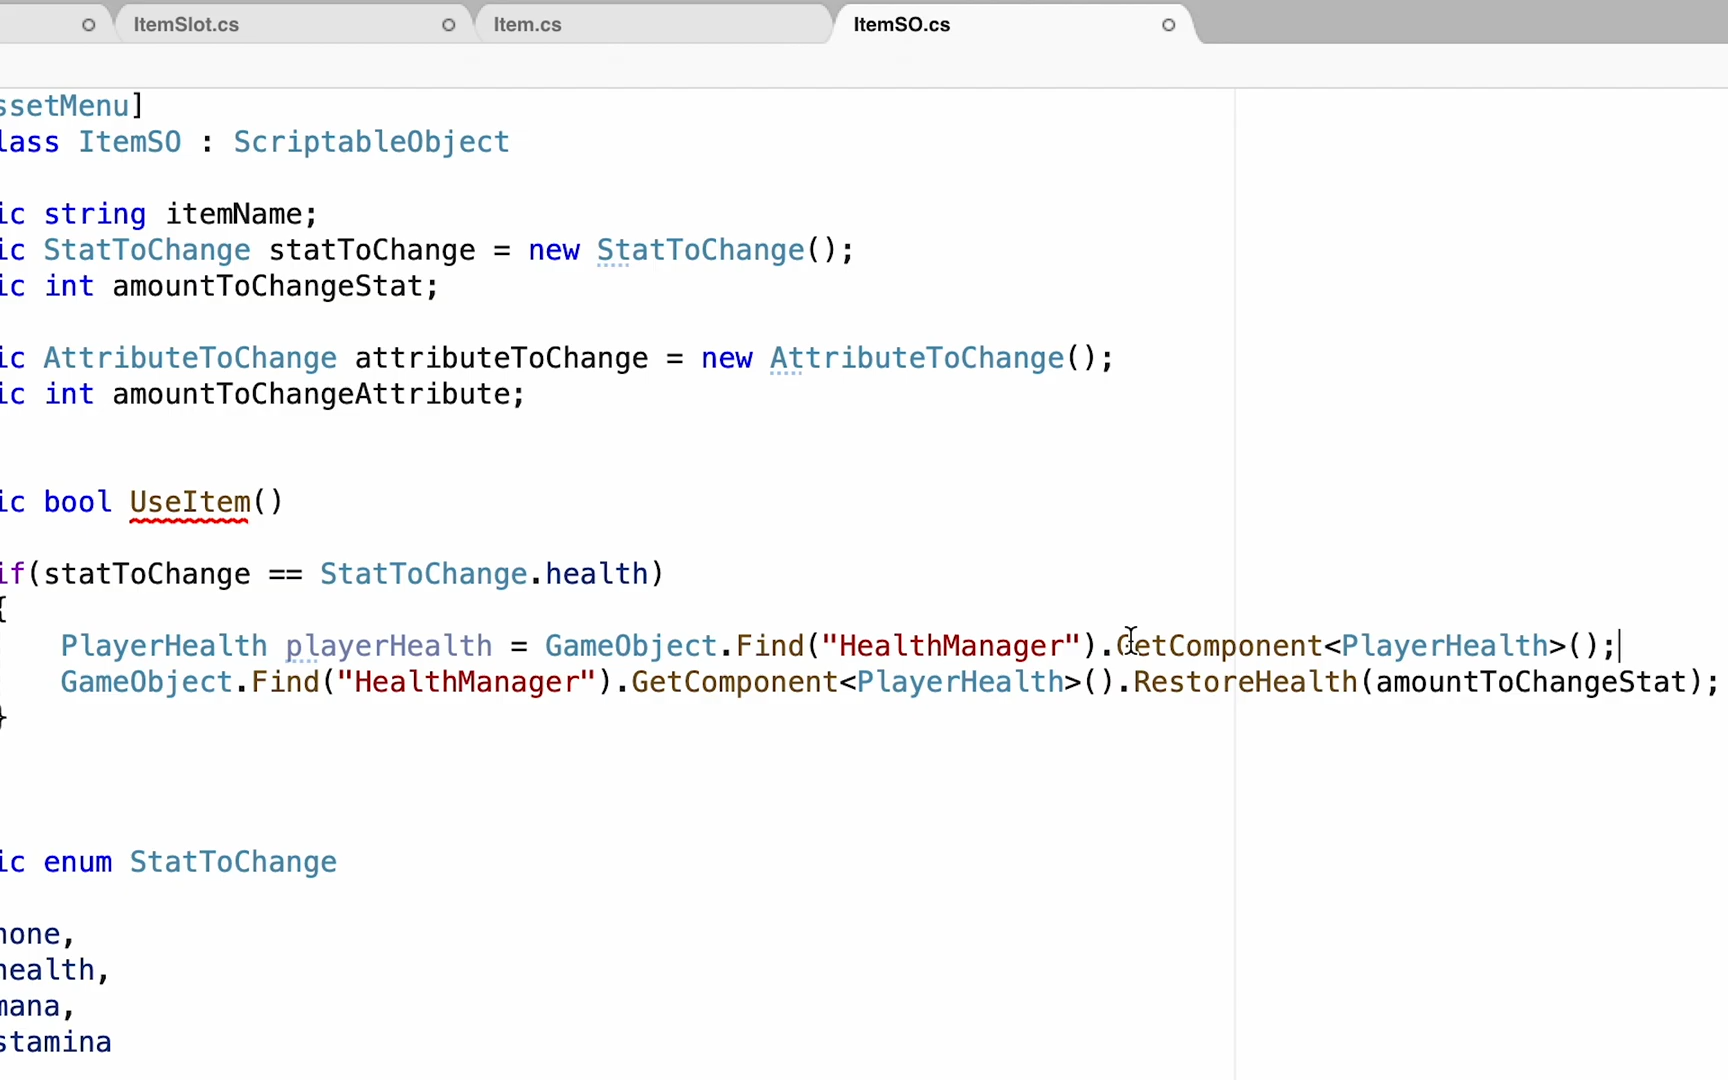 ItemSlot.cs Item.cs ItemSO.cs
ssetMenu]
lass ItemSO : ScriptableObject
ic string itemName;
ic StatToChange statToChange = new StatToChange();
ic int amountToChangeStat;
ic AttributeToChange attributeToChange = new AttributeToChange();
ic int amountToChangeAttribute;
ic bool UseItem()
if(statToChange == StatToChange.health)
{
PlayerHealth playerHealth = GameObject.Find("HealthManager").GetComponent<PlayerHealth>();
GameObject.Find("HealthManager").GetComponent<PlayerHealth>().RestoreHealth(amountToChangeStat);
}
ic enum StatToChange
none,
health,
mana,
stamina